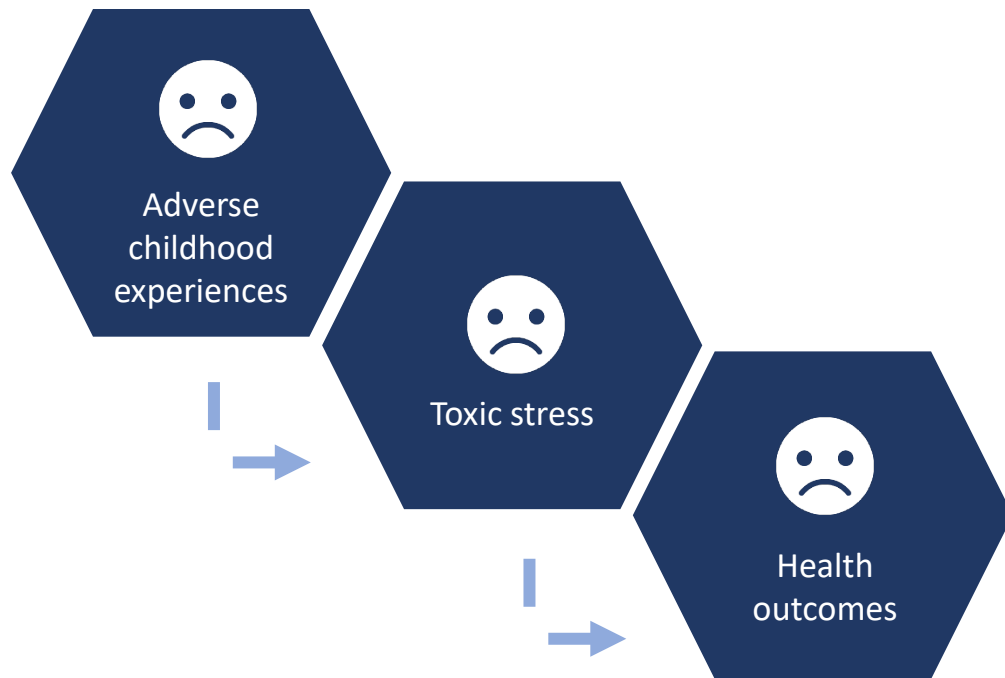 Adverse
childhood
experiences
Toxic stress
Health
outcomes